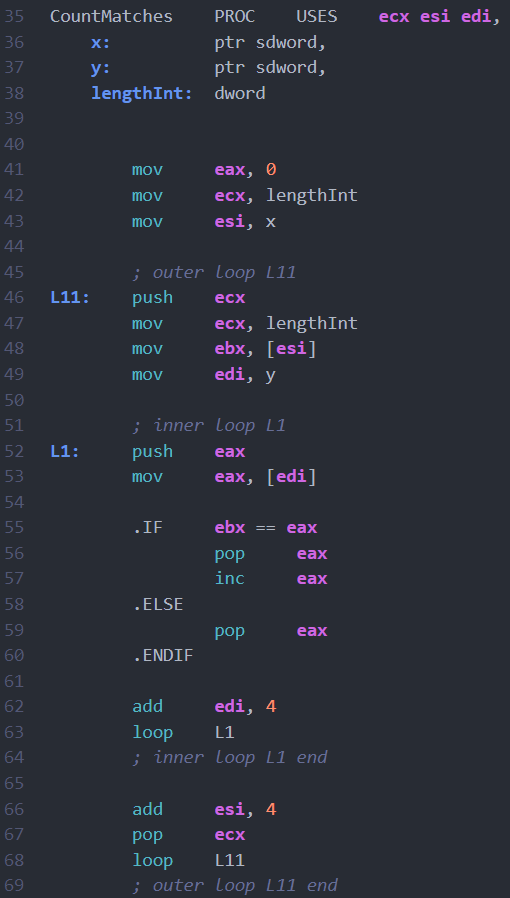 35 CountMatches PROC USES ecx esi edi,
36 x: ptr sdword,
37 y: ptr sdword,
38 lengthInt: dword
39
40
41 mov eax, 0
42 mov ecx, lengthInt
43 mov esi, x
44
45 ; outer loop L11
46 L11: push ecx
47 mov ecx, lengthInt
48 mov ebx, [esi]
49 mov edi, y
50
51 ; inner loop L1
52 L1: push eax
53 mov eax, [edi]
54
55 .IF ebx == eax
56 pop eax
57 inc eax
58 .ELSE
59 pop eax
60 .ENDIF
61
62 add edi, 4
63 loop L1
64 ; inner loop L1 end
65
66 add esi, 4
67 pop ecx
68 loop L11
69 ; outer loop L11 end